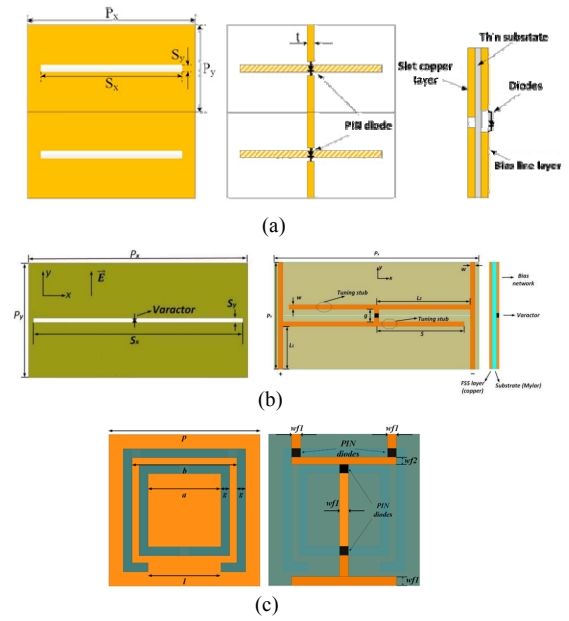 Px
Sy
Sx
Py
t
PIN diode
Thin substrate
Slot copper
layer
Diodes
Bias line layer
(a)
Px
Py
y
x
E
Varactor
Sy
Sx
Px
Py
y
x
w
Tuning stub
L2
w
g
Tuning stub
S
L1
+
−
Bias
network
Varactor
FSS layer
(copper)
Substrate (Mylar)
(b)
p
b
a
g
g
l
wf1
wf1
PIN
diodes
wf2
wf1
PIN
diodes
wf1
(c)